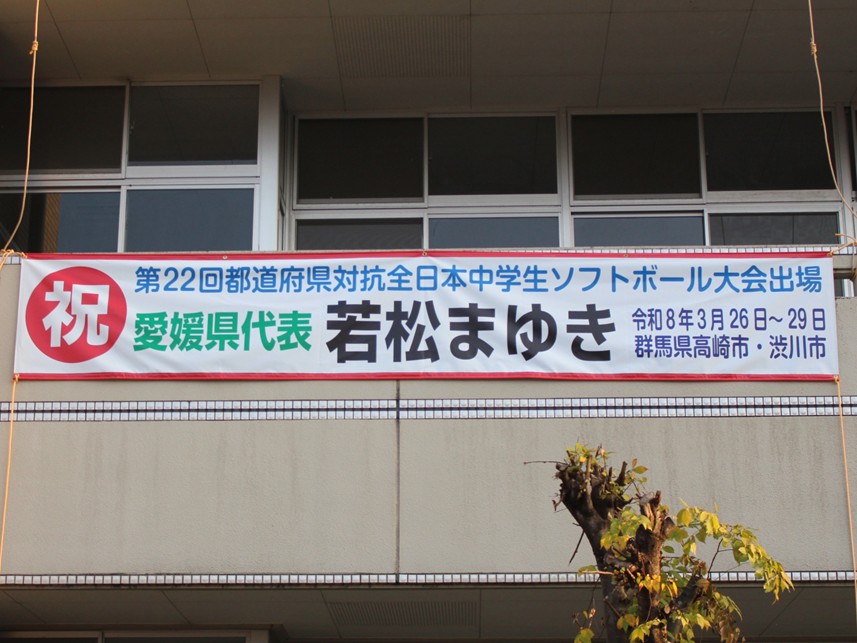 祝
第22回都道府県対抗全日本中学生ソフトボール大会出場
愛媛県代表 若松まゆき
令和8年3月26日～29日
群馬県高崎市・渋川市